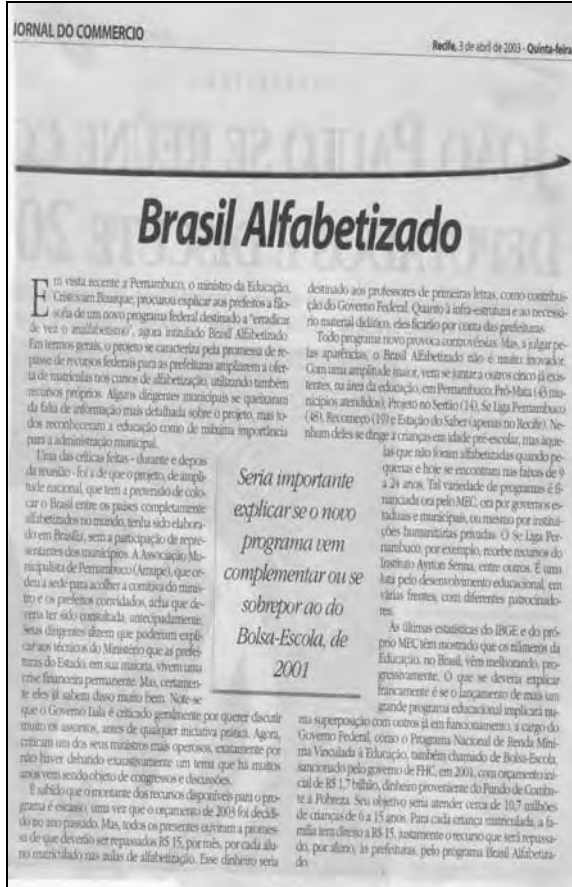 JORNAL DO COMMERCIO
Recife, 3 de abril de 2003 - Quinta-feira
Brasil Alfabetizado
Em visita recente a Pernambuco, o ministro da Educação,
Cristovam Buarque, procurou explicar aos prefeitos a filo-
sofia de um novo programa federal destinado a "erradicar
de vez o analfabetismo", agora intitulado Brasil Alfabetizado
Em termos gerais, o projeto se caracteriza pela promessa de re-
passe de recursos federais para as prefeituras ampliarem a ofer-
ta de matrículas nos cursos de alfabetização, utilizando também
recursos próprios. Alguns dirigentes municipais se queixaram
da falta de informação mais detalhada sobre o projeto, mas to-
dos reconheceram a educação como de máxima importância
para a administração municipal.
Uma das críticas feitas - durante e depois
da reunião - foi a de que o projeto, de ampli-
tude nacional, que tem a pretensão de colo-
car o Brasil entre os países completamente
alfabetizados no mundo, tenha sido elabora-
do em Brasília, sem a participação de repre-
sentantes dos municípios. A Associação Mu-
nicipalista de Pernambuco (Amupe), que ce-
deu a sede para acolher a comitiva do minis-
tro e os prefeitos convidados, acha que de-
veria ter sido consultada, antecipadamente.
Seus dirigentes dizem que poderiam expli-
car aos técnicos do Ministério que as prefei-
turas do Estado, em sua maioria, vivem uma
crise financeira permanente. Mas, certamen-
te eles já sabem disso muito bem. Note-se
que o Governo Lula é criticado geralmente por querer discutir
muito os assuntos, antes de qualquer iniciativa prática. Agora,
criticam um dos seus ministros mais operosos, exatamente por
não haver debatido exaustivamente um tema que há muitos
anos vem sendo objeto de congressos e discussões.
É sabido que o montante dos recursos disponíveis para o pro-
grama é escasso, uma vez que o orçamento de 2003 foi decidi-
do no ano passado. Mas, todos os presentes ouviram a promes-
sa de que deverão ser repassados R$ 15, por mês, por cada alu-
no matriculado nas aulas de alfabetização. Esse dinheiro seria
Seria importante
explicar se o novo
programa vem
complementar ou se
sobrepor ao do
Bolsa-Escola, de
2001
destinado aos professores de primeiras letras, como contribui-
ção do Governo Federal. Quanto à infra-estrutura e ao necessá-
rio material didático, eles ficarão por conta das prefeituras.
Todo programa novo provoca controvérsias. Mas, a julgar pe-
las aparências, o Brasil Alfabetizado não é muito inovador.
Com uma amplitude maior, vem se juntar a outros cinco já exis-
tentes, na área da educação, em Pernambuco: Pró-Mata (43 mu-
nicípios atendidos); Projeto no Sertão (14), Se Liga Pernambuco
(48), Recomeço (19) e Estação do Saber (apenas no Recife). Ne-
nhum deles se dirige a crianças em idade pré-escolar, mas àque-
las que não foram alfabetizadas quando pe-
quenas e hoje se encontram nas faixas de 9
a 24 anos. Tal variedade de programas é fi-
nanciada ora pelo MEC, ora por governos es-
taduais e municipais, ou mesmo por institui-
ções humanitárias privadas. O Se Liga Per-
nambuco, por exemplo, recebe recursos do
Instituto Ayrton Senna, entre outros. É uma
luta pelo desenvolvimento educacional, em
várias frentes, com diferentes patrocinado-
res.
As últimas estatísticas do IBGE e do pró-
prio MEC têm mostrado que os números da
Educação, no Brasil, vêm melhorando, pro-
gressivamente. O que se deveria explicar
francamente é se o lançamento de mais um
grande programa educacional implicará nu-
ma superposição com outros já em funcionamento, a cargo do
Governo Federal, como o Programa Nacional de Renda Míni-
ma Vinculada à Educação, também chamado de Bolsa-Escola,
sancionado pelo governo de FHC, em 2001, com orçamento ini-
cial de R$ 1,7 bilhão, dinheiro proveniente do Fundo de Comba-
te à Pobreza. Seu objetivo seria atender cerca de 10,7 milhões
de crianças de 6 a 15 anos. Para cada criança matriculada, a fa-
mília tem direito a R$ 15, justamente o recurso que será repassa-
do, por aluno, às prefeituras, pelo programa Brasil Alfabetiza-
do